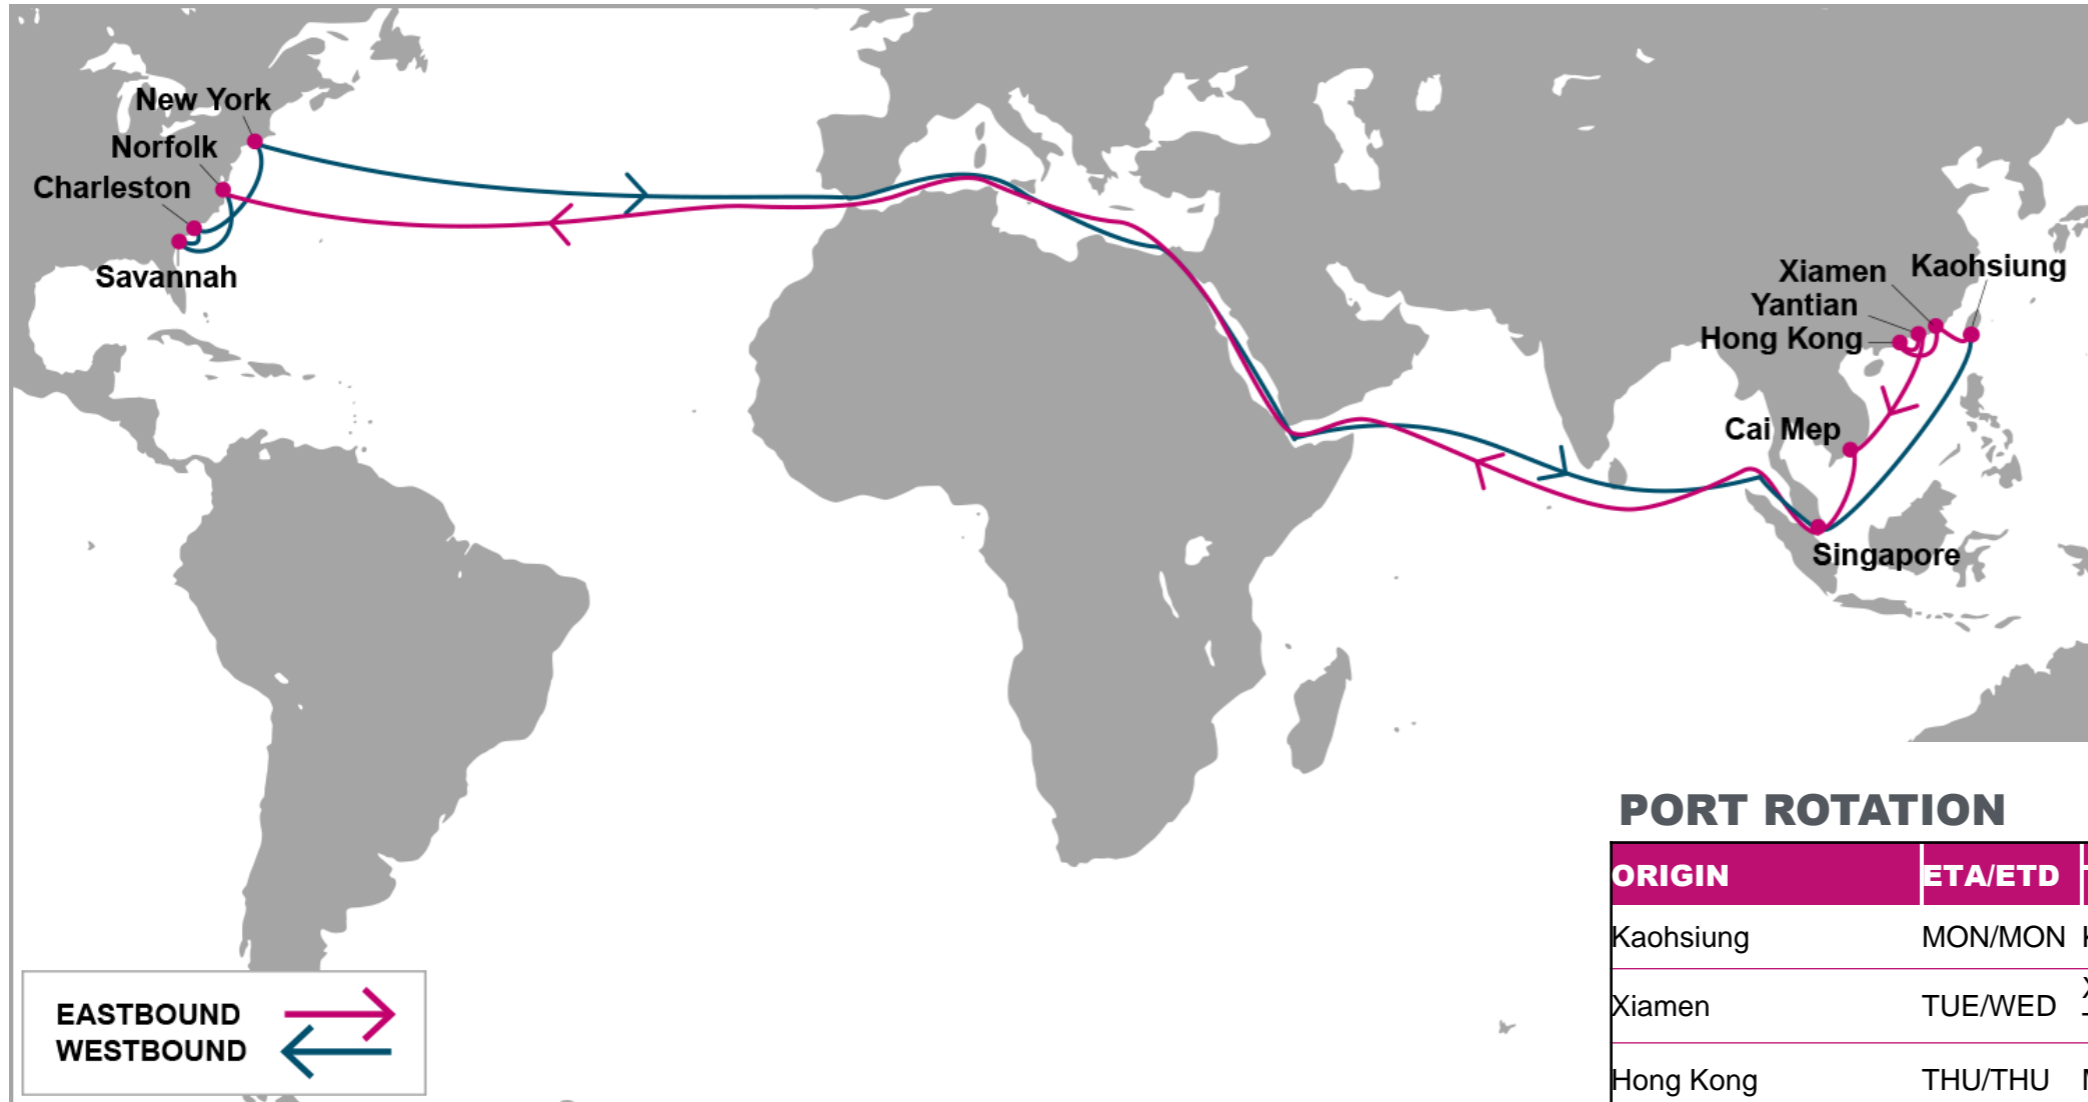 New York
Norfolk
Charleston
Savannah
Xiamen
Kaohsiung
Yantian
Hong Kong
Cai Mep
Singapore
PORT ROTATION
ORIGIN ETA/ETD
Kaohsiung MON/MON
Xiamen TUE/WED
Hong Kong THU/THU
EASTBOUND
WESTBOUND